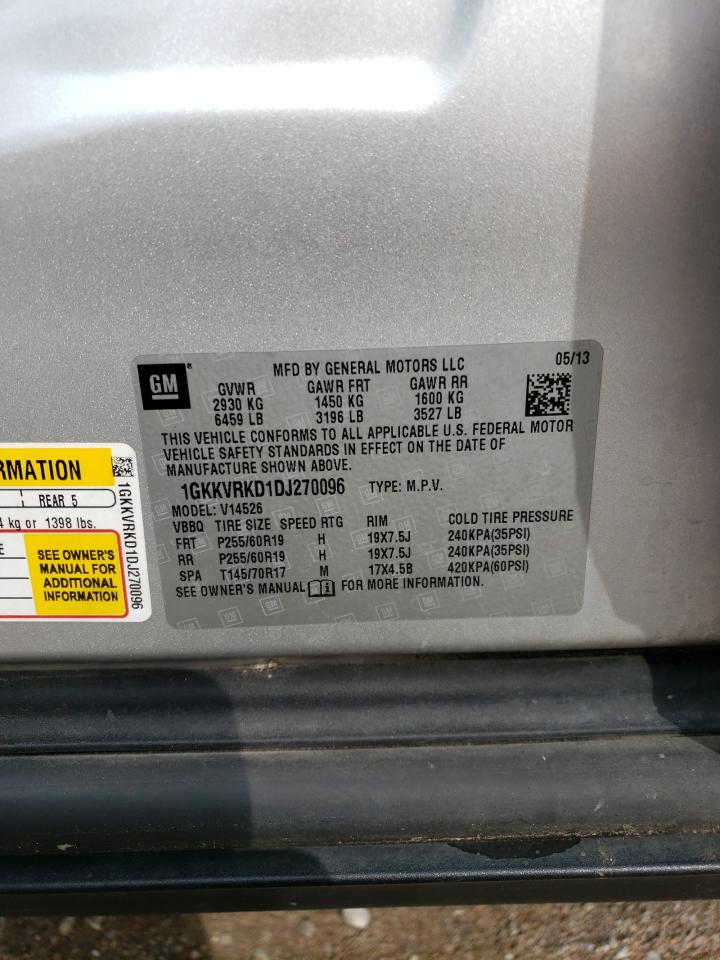 GM ®
MFD BY GENERAL MOTORS LLC
05/13
GVWR GAWR FRT GAWR RR
2930 KG 1450 KG 1600 KG
6459 LB 3196 LB 3527 LB
THIS VEHICLE CONFORMS TO ALL APPLICABLE U.S. FEDERAL MOTOR
VEHICLE SAFETY STANDARDS IN EFFECT ON THE DATE OF
MANUFACTURE SHOWN ABOVE.
1GKKVRKD1DJ270096 TYPE: M.P.V.
MODEL: V14526
VBBQ TIRE SIZE SPEED RTG RIM COLD TIRE PRESSURE
FRT P255/60R19 H 19X7.5J 240KPA(35PSI)
RR P255/60R19 H 19X7.5J 240KPA(35PSI)
SPA T145/70R17 M 17X4.5B 420KPA(60PSI)
SEE OWNER'S MANUAL FOR MORE INFORMATION.
RMATION
REAR 5
kg or 1398 lbs.
SEE OWNER'S
MANUAL FOR
ADDITIONAL
INFORMATION
1GKKVRKD1DJ270096